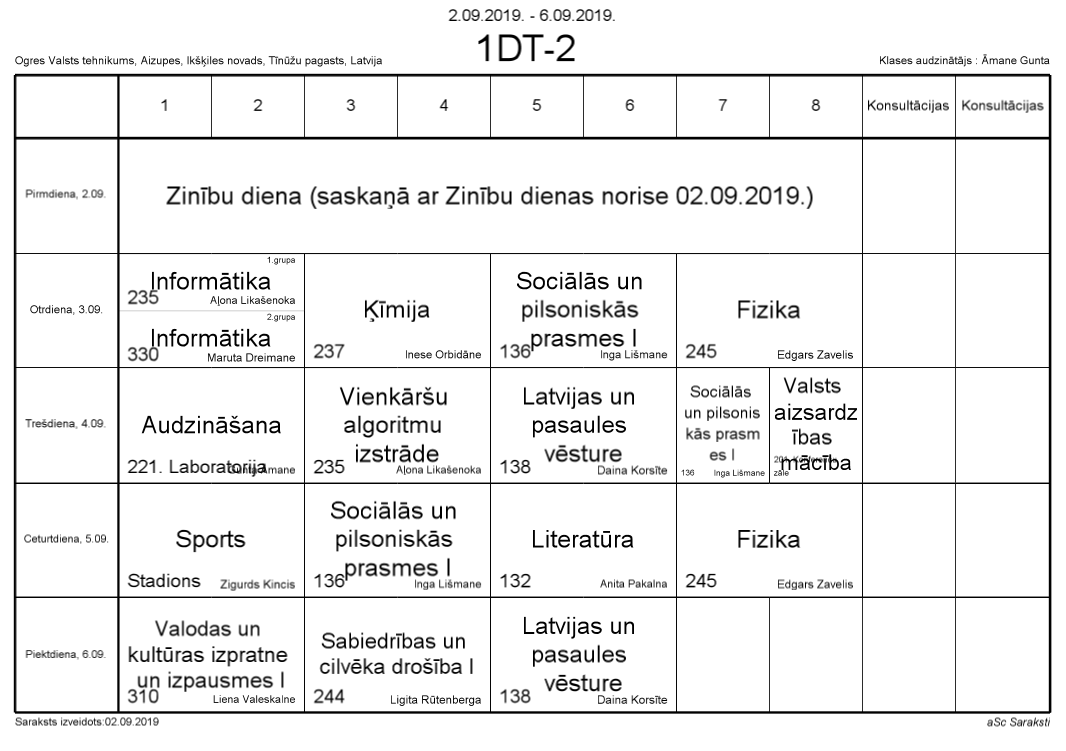 2.09.2019. - 6.09.2019.
1DT-2
Ogres Valsts tehnikums, Aizupes, Ikšķiles novads, Tīnūžu pagasts, Latvija
Klases audzinātājs : Āmane Gunta
1 2 3 4 5 6 7 8 Konsultācijas Konsultācijas
Pirmdiena, 2.09.
Zinību diena (saskaņā ar Zinību dienas norise 02.09.2019.)
Otrdiena, 3.09.
1.grupa
Informātika
235 Aļona Likašenoka
2.grupa
Informātika
330 Maruta Dreimane
Ķīmija
237 Inese Orbidāne
Sociālās un
pilsoniskās
prasmes I
136 Inga Lišmane
Fizika
245 Edgars Zavelis
Trešdiena, 4.09.
Audzināšana
221. Laboratorija Gunta Āmane
Vienkāršu
algoritmu
izstrāde
235 Aļona Likašenoka
Latvijas un
pasaules
vēsture
138 Daina Korsīte
Sociālās
un pilsonis
kās prasm
es I
136 Inga Lišmane
Valsts
aizsardz
ības
mācība
201. Konferenču
zāle
Ceturtdiena, 5.09.
Sports
Stadions Zigurds Kincis
Sociālās un
pilsoniskās
prasmes I
136 Inga Lišmane
Literatūra
132 Anita Pakalna
Fizika
245 Edgars Zavelis
Piektdiena, 6.09.
Valodas un
kultūras izpratne
un izpausmes I
310 Liena Valeskalne
Sabiedrības un
cilvēka drošība I
244 Ligita Rūtenberga
Latvijas un
pasaules
vēsture
138 Daina Korsīte
Saraksts izveidots:02.09.2019
aSc Saraksti